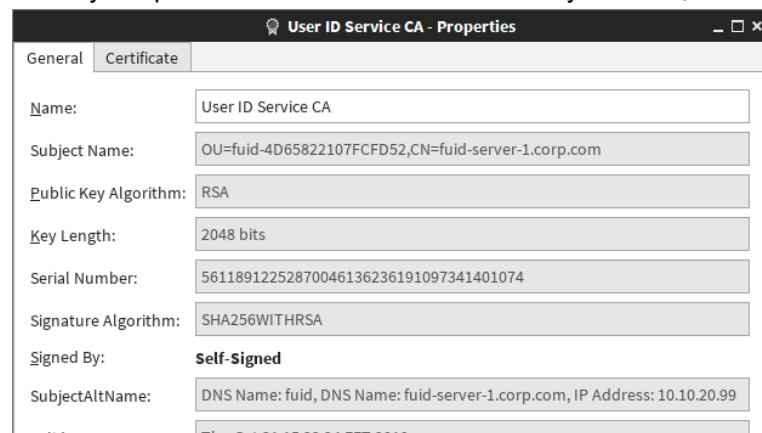 User ID Service CA - Properties
General Certificate
Name: User ID Service CA
Subject Name: OU=fuid-4D65822107FCFD52,CN=fuid-server-1.corp.com
Public Key Algorithm: RSA
Key Length: 2048 bits
Serial Number: 56118912252870046136236191097341401074
Signature Algorithm: SHA256WITHRSA
Signed By: Self-Signed
SubjectAltName: DNS Name: fuid, DNS Name: fuid-server-1.corp.com, IP Address: 10.10.20.99